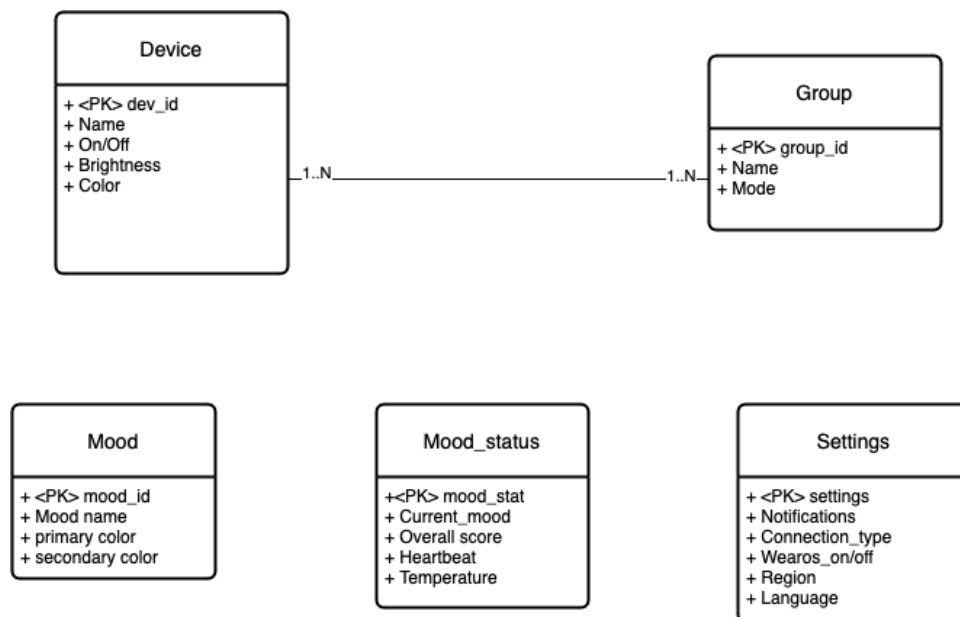 Device
+ <PK> dev_id
+ Name
+ On/Off
+ Brightness
+ Color
1..N
1..N
Group
+ <PK> group_id
+ Name
+ Mode
Mood
+ <PK> mood_id
+ Mood name
+ primary color
+ secondary color
Mood_status
+<PK> mood_stat
+ Current_mood
+ Overall score
+ Heartbeat
+ Temperature
Settings
+ <PK> settings
+ Notifications
+ Connection_type
+ Wearos_on/off
+ Region
+ Language